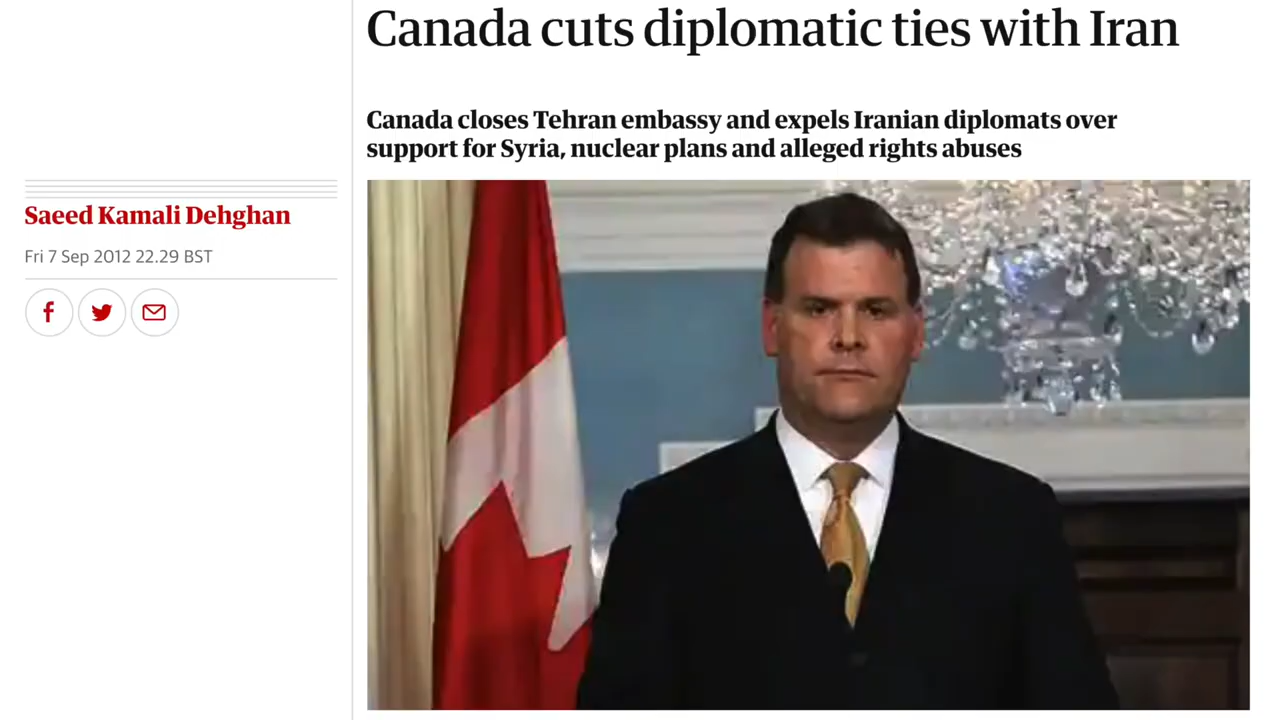 Canada cuts diplomatic ties with Iran
Canada closes Tehran embassy and expels Iranian diplomats over
support for Syria, nuclear plans and alleged rights abuses
Saeed Kamali Dehghan
Fri 7 Sep 2012 22.29 BST